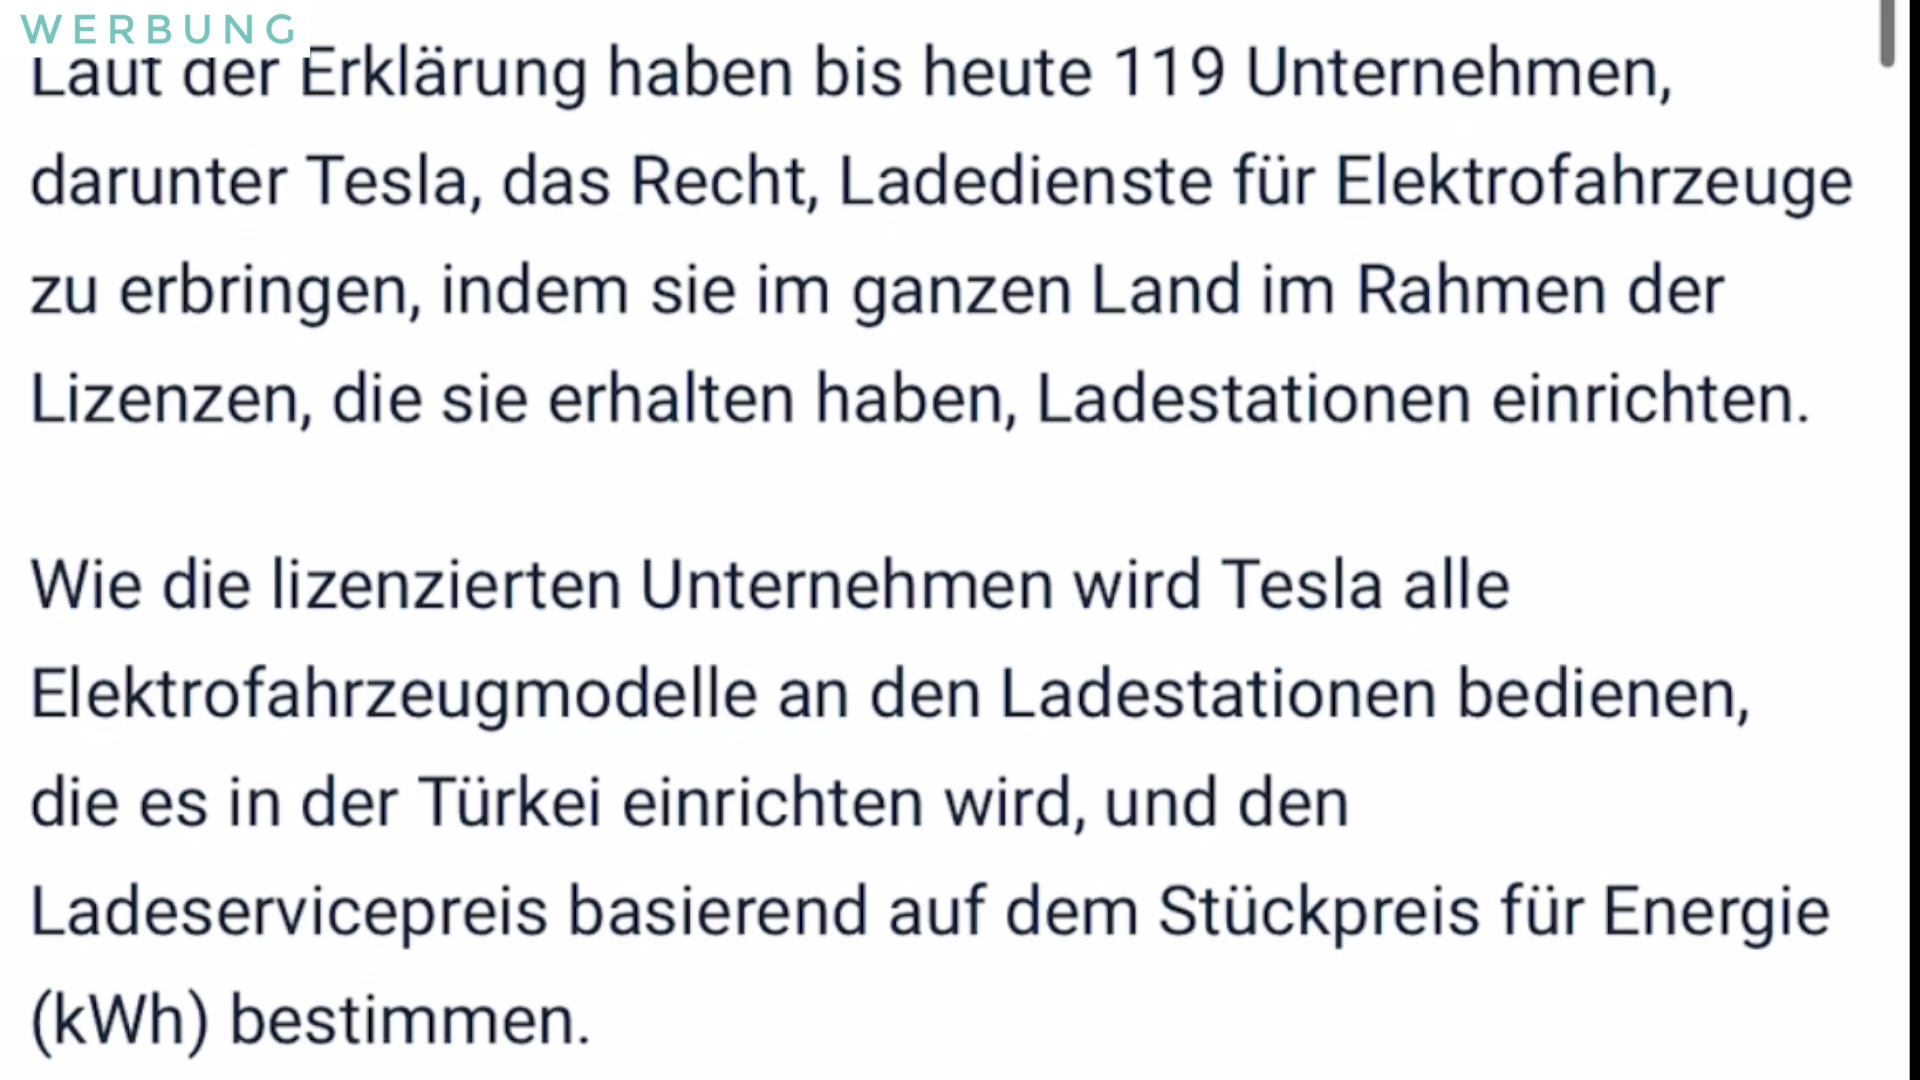 WERBUNG
Laut der Erklärung haben bis heute 119 Unternehmen,
darunter Tesla, das Recht, Ladedienste für Elektrofahrzeuge
zu erbringen, indem sie im ganzen Land im Rahmen der
Lizenzen, die sie erhalten haben, Ladestationen einrichten.
Wie die lizenzierten Unternehmen wird Tesla alle
Elektrofahrzeugmodelle an den Ladestationen bedienen,
die es in der Türkei einrichten wird, und den
Ladeservicepreis basierend auf dem Stückpreis für Energie
(kWh) bestimmen.